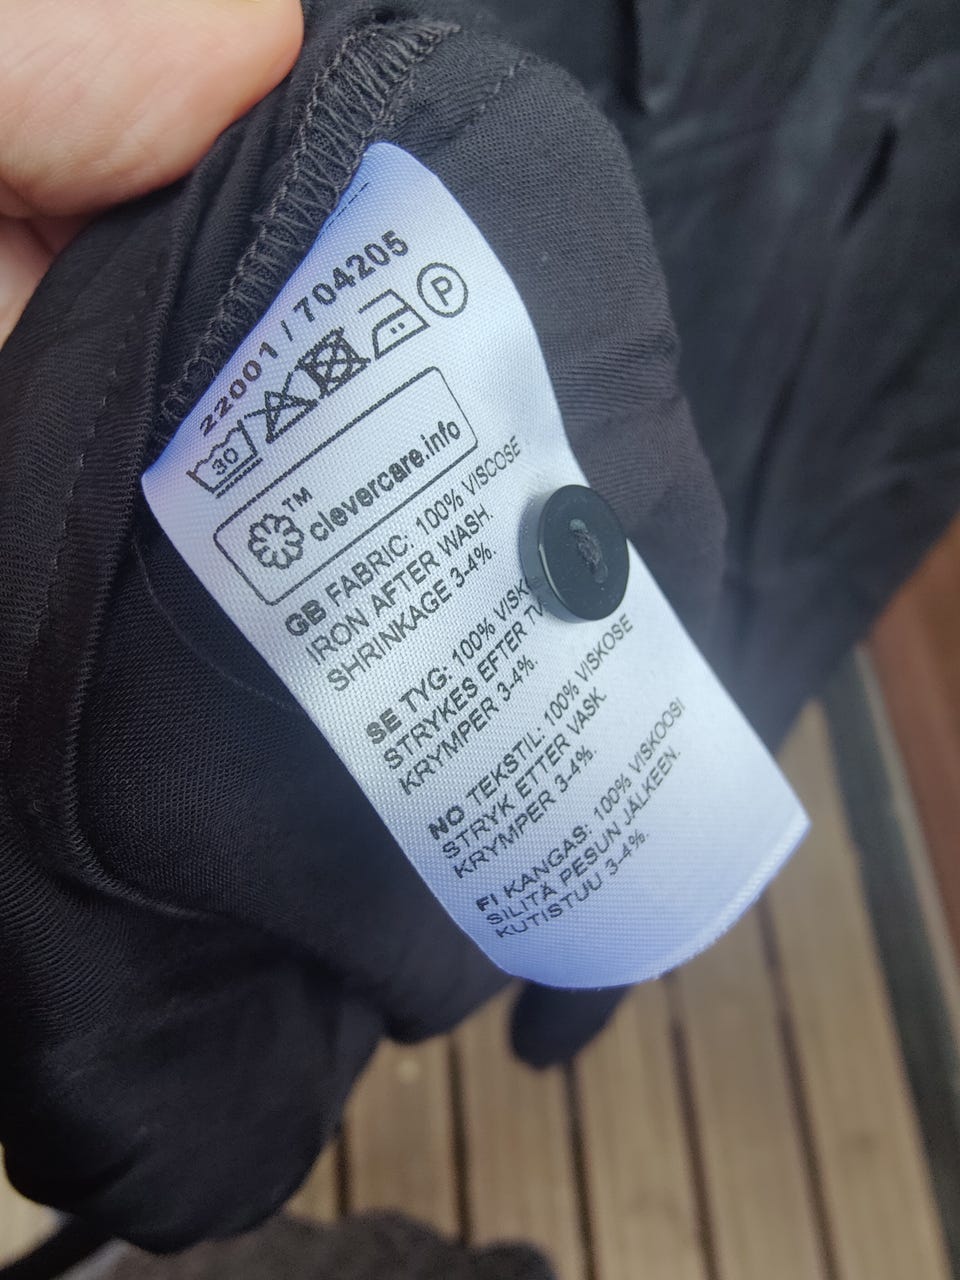 22001 / 704205
30 P
TM
clevercare.info
GB FABRIC: 100% VISCOSE
IRON AFTER WASH.
SHRINKAGE 3-4%.
SE TYG: 100%
STRYKES EFTER
KRYMPER 3-4%.
NO TEKSTIL: 100% VISKOSE
STRYK ETTER VASK.
KRYMPER 3-4%.
FI KANGAS: 100% VISKOOSI
SILITÄ PESUN JÄLKEEN.
KUTISTUU 3-4%.